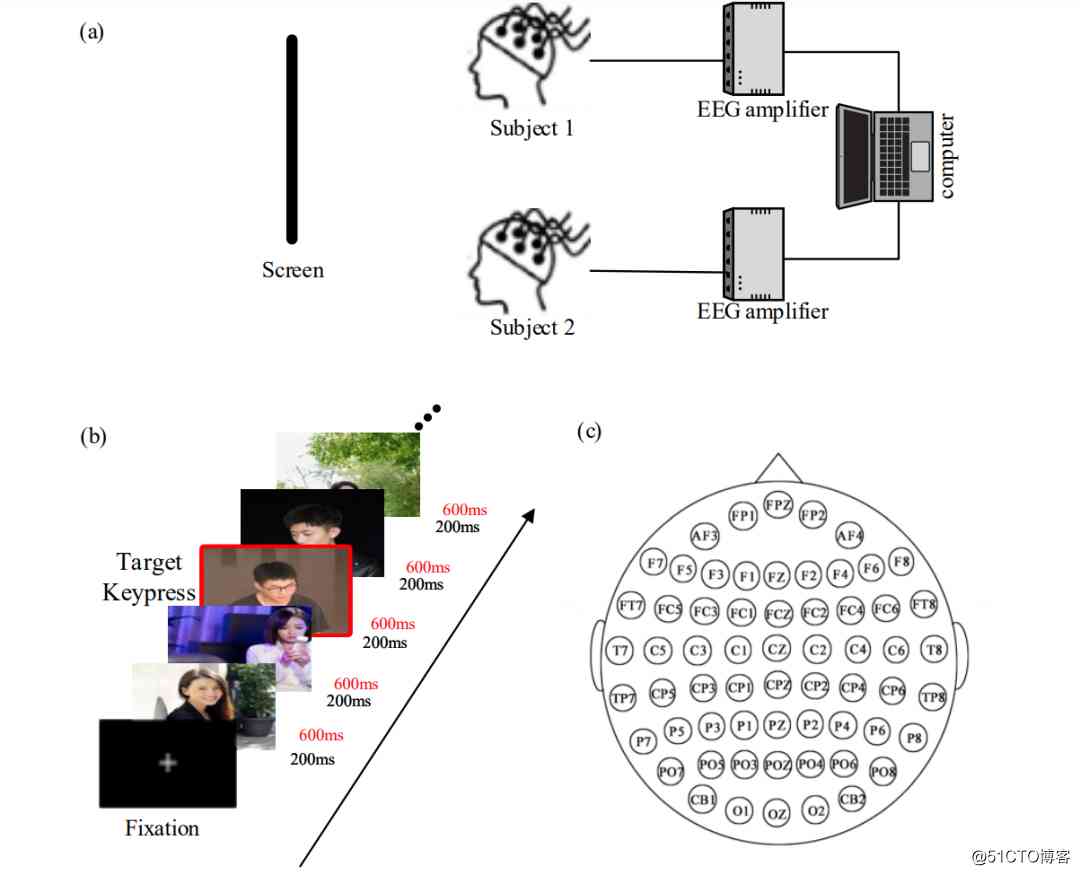 (a)
Screen
Subject 1
EEG amplifier
computer
Subject 2
EEG amplifier
(b)
600ms
200ms
Target
Keypress
600ms
200ms
600ms
200ms
600ms
200ms
600ms
200ms
Fixation
(c)
FP1 FPZ FP2
AF3 AF4
F7 F5 F3 F1 FZ F2 F4 F6 F8
FT7 FC5 FC3 FC1 FCZ FC2 FC4 FC6 FT8
T7 C5 C3 C1 CZ C2 C4 C6 T8
TP7 CP5 CP3 CP1 CPZ CP2 CP4 CP6 TP8
P7 P5 P3 P1 PZ P2 P4 P6 P8
PO7 PO5 PO3 POZ PO4 PO6 PO8
CB1 O1 OZ O2 CB2
@51CTO博客